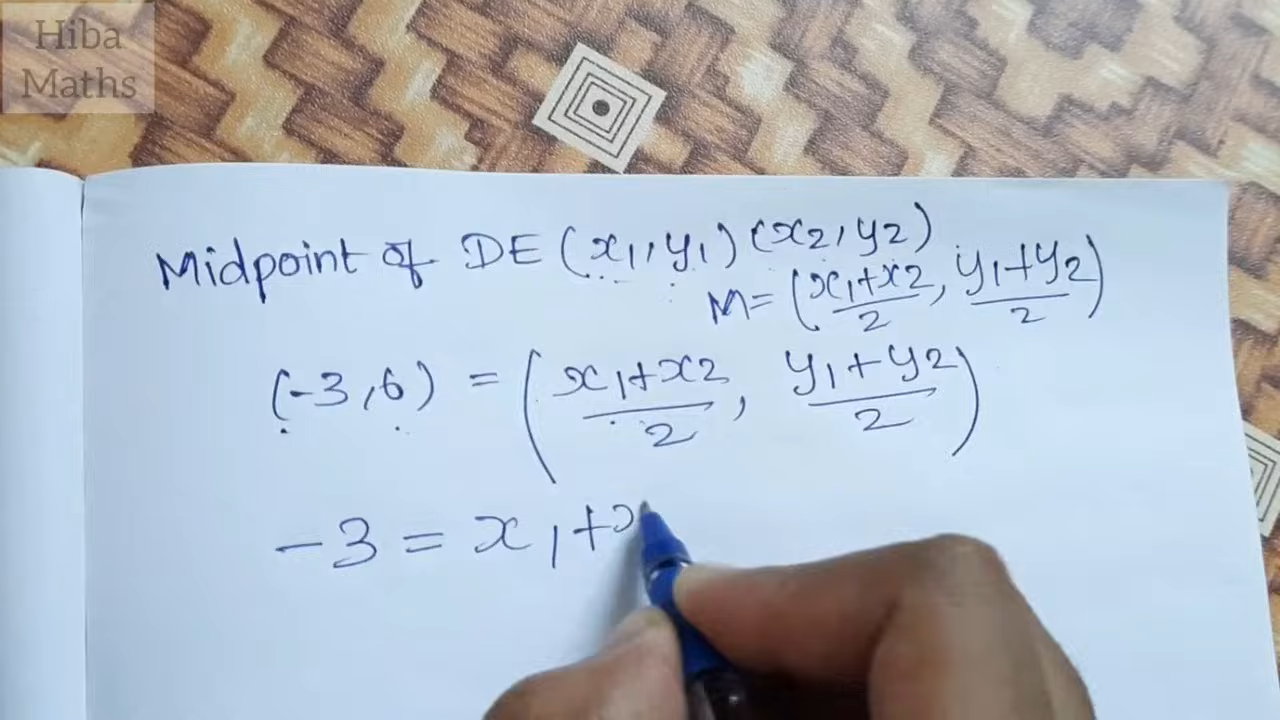 Hiba
Maths
Midpoint of DE (x1, y1) (x2, y2)
M= (x1+x2/2, y1+y2/2)
(-3,6) = (x1+x2/2, y1+y2/2)
-3 = x1+x